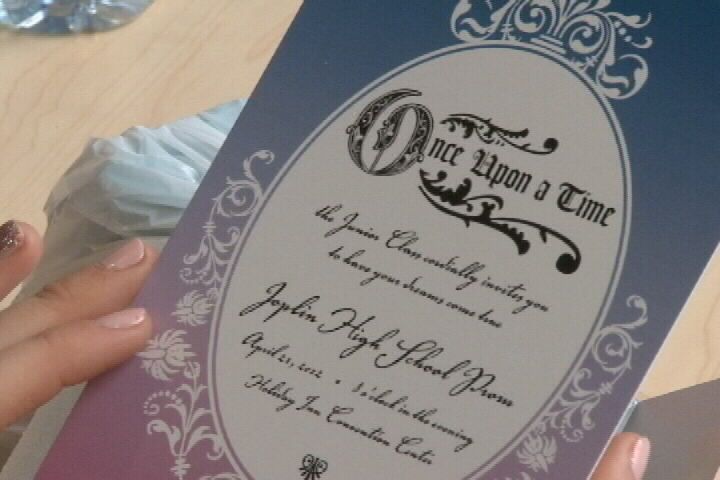 Once Upon a Time
the Junior Class cordially invites you
to have your dreams come true
Joplin High School Prom
April 21, 2012 • 8 o'clock in the evening
Holiday Inn Convention Center